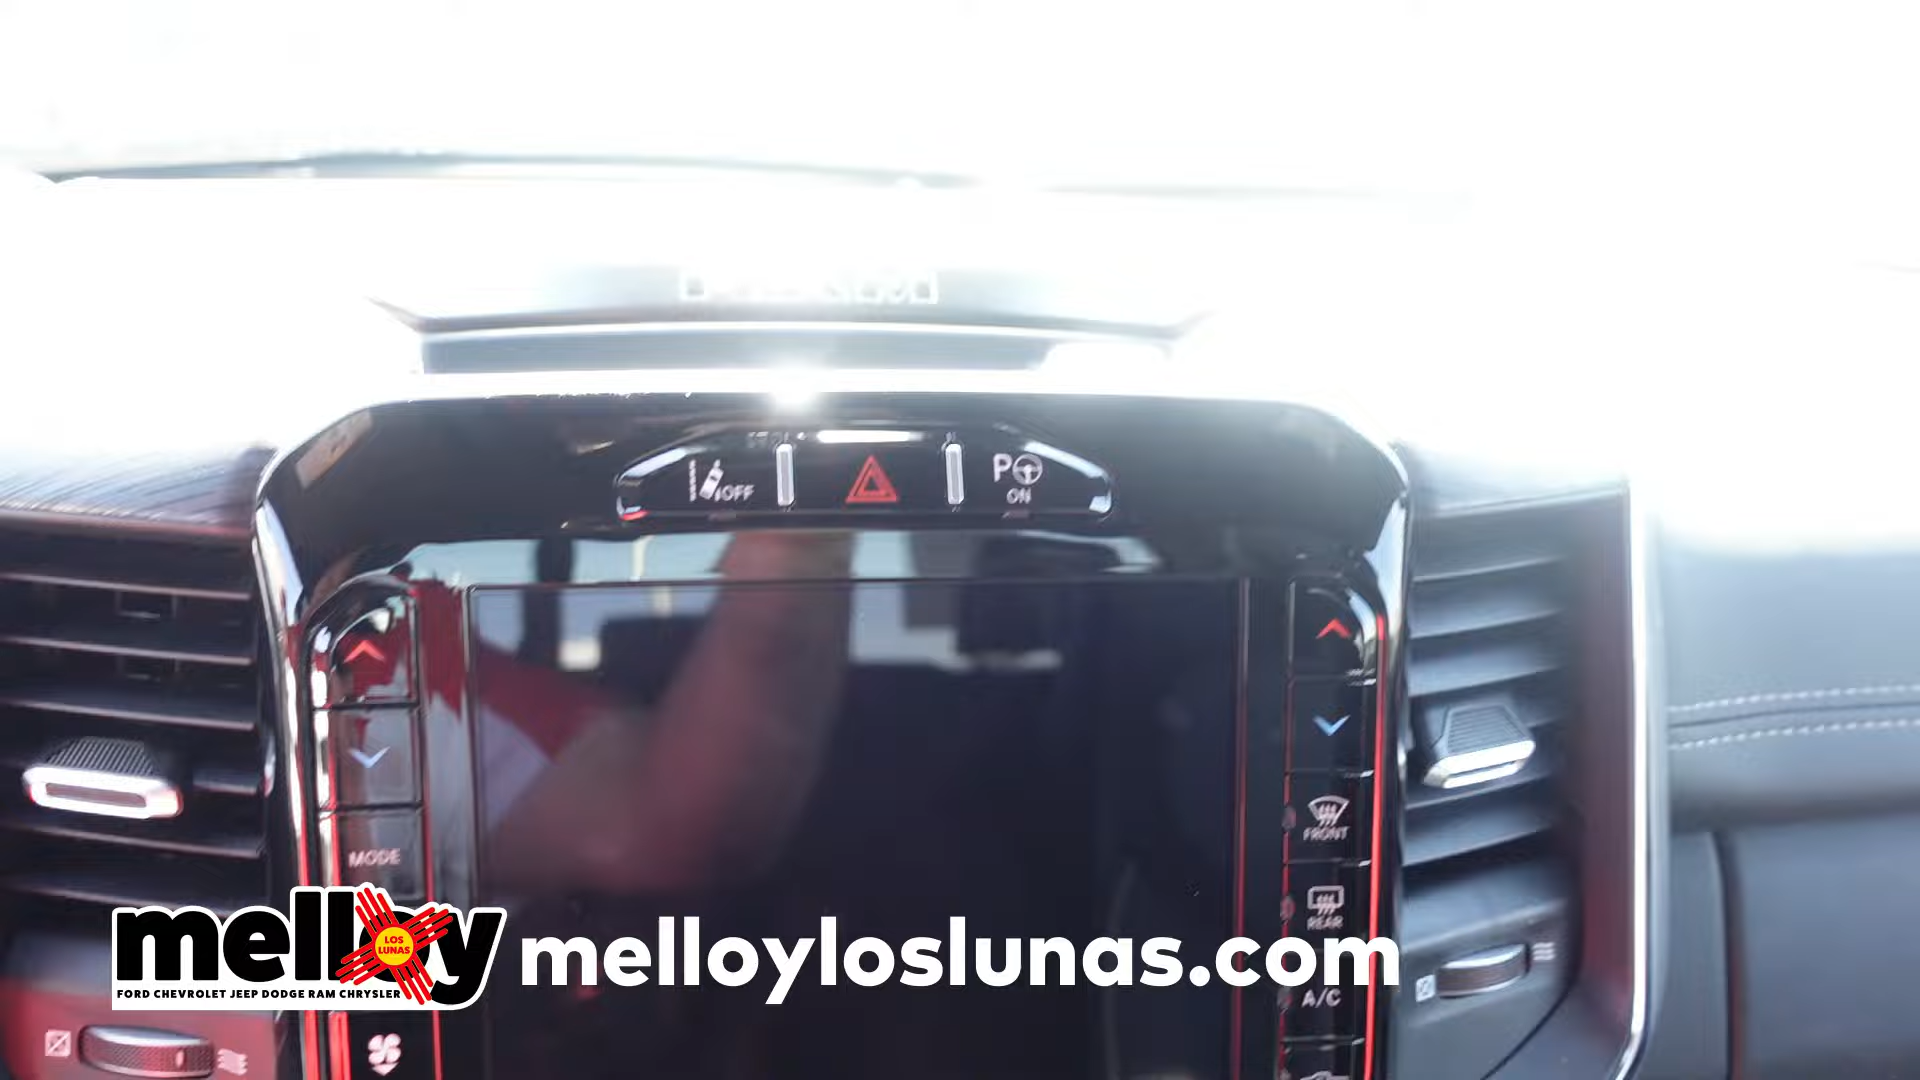 OFF
P
ON
MODE
FRONT
REAR
A/C
melloy
LOS
LUNAS
FORD CHEVROLET JEEP DODGE RAM CHRYSLER
melloyloslunas.com